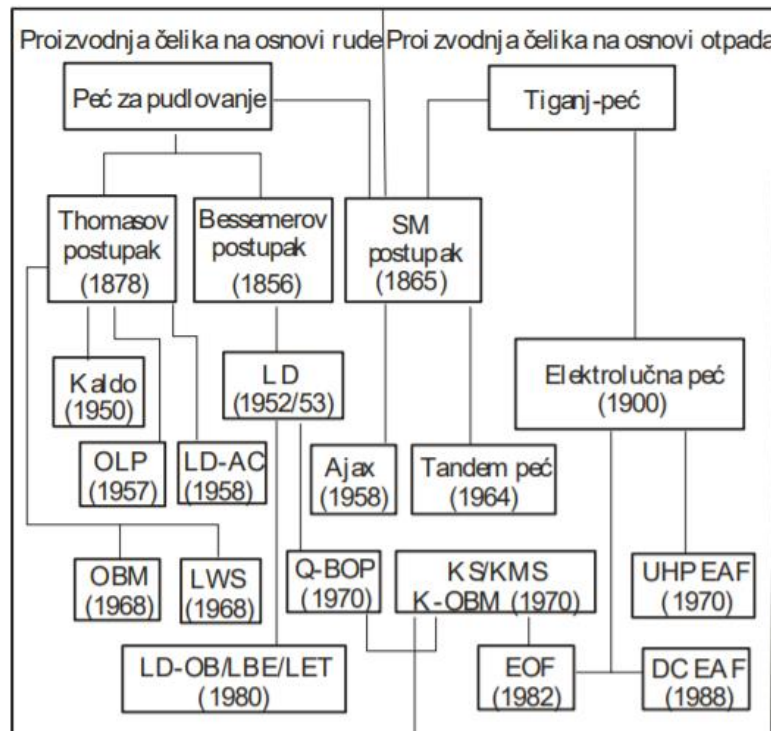 Proizvodnja čelika na osnovi rude
Proizvodnja čelika na osnovi otpada
Peć za pudlovanje
Tiganj-peć
Thomasov
postupak
(1878)
Bessemerov
postupak
(1856)
SM
postupak
(1865)
Elektrolučna peć
(1900)
Kaldo
(1950)
LD
(1952/53)
OLP
(1957)
LD-AC
(1958)
Ajax
(1958)
Tandem peć
(1964)
OBM
(1968)
LWS
(1968)
Q-BOP
(1970)
KS/KMS
K-OBM (1970)
UHP EAF
(1970)
LD-OB/LBE/LET
(1980)
EOF
(1982)
DC EAF
(1988)